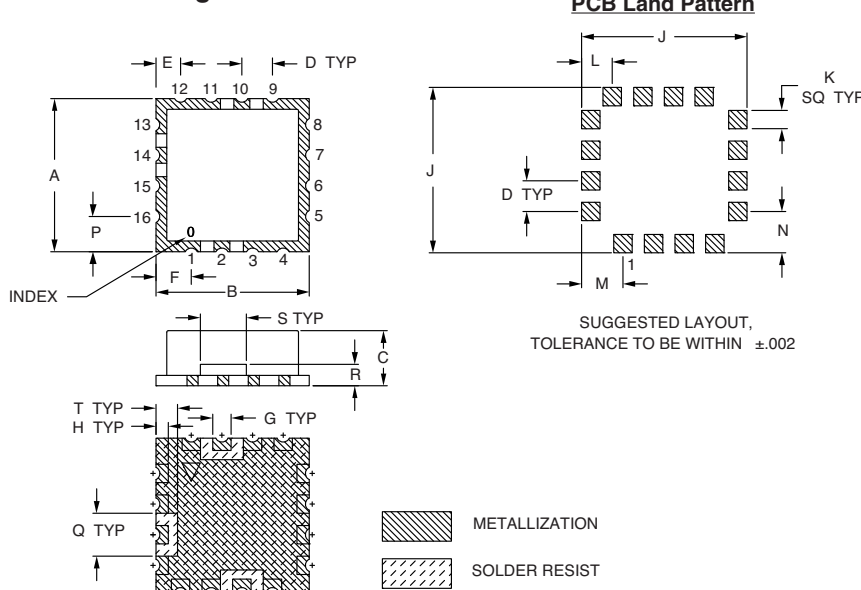 PCB Land Pattern
E
D TYP
12 11 10 9
13
14
15
16
8
7
6
5
A
P
0
1 2 3 4
F
B
INDEX
J
L
K
SQ TYP
J
D TYP
N
1
M
SUGGESTED LAYOUT,
TOLERANCE TO BE WITHIN ±.002
S TYP
C
R
T TYP
H TYP
G TYP
Q TYP
METALLIZATION
SOLDER RESIST